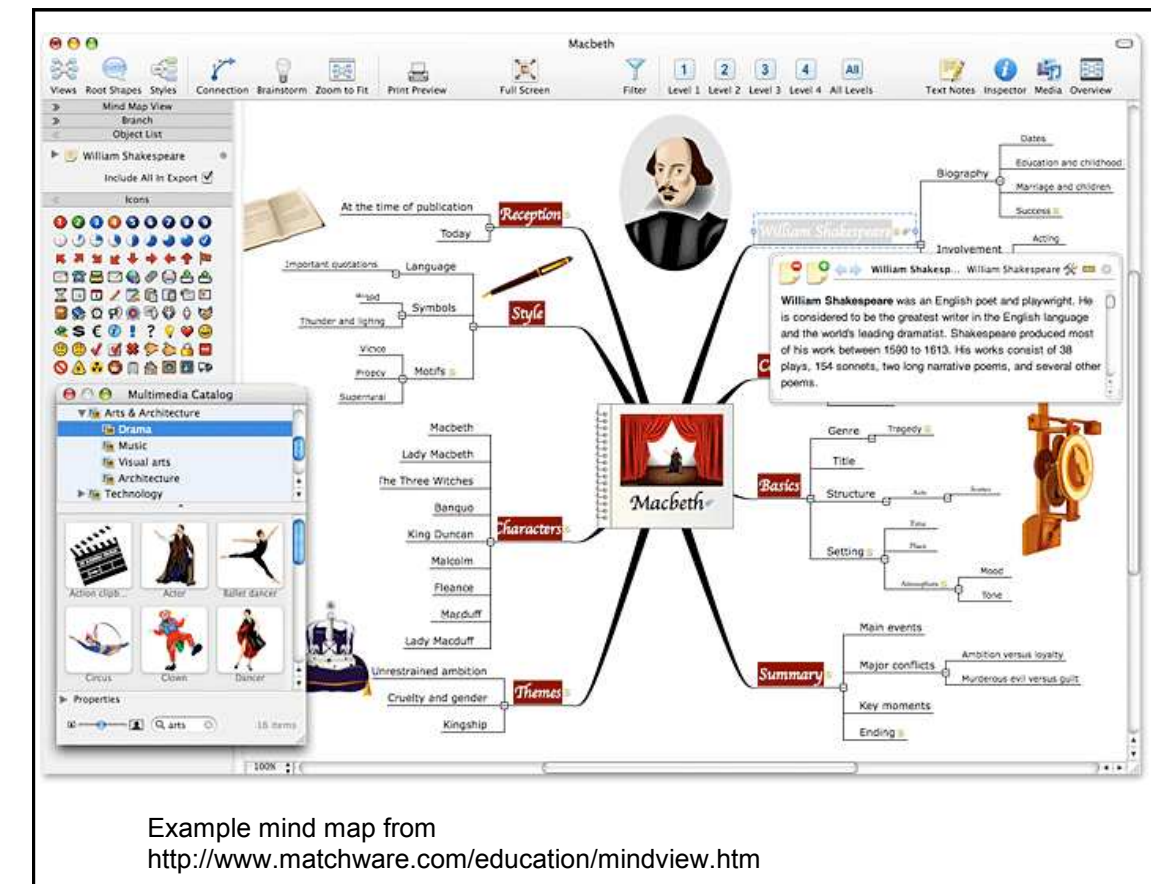 Macbeth
Views Root Shapes Styles Connection Brainstorm Zoom to Fit Print Preview Full Screen Filter Level 1 Level 2 Level 3 Level 4 All Levels Text Notes Inspector Media Overview
1 2 3 4 All
Mind Map View
Branch
Object List
William Shakespeare
Include All In Export
Icons
Multimedia Catalog
Arts & Architecture
Drama
Music
Visual arts
Architecture
Technology
Action clipb... Actor Ballet dancer
Circus Clown Dancer
Properties
arts 16 items
At the time of publication
Today
Reception
Important quotations
Language
Symbols
Thunder and lighng
Motifs
Style
Macbeth
Lady Macbeth
The Three Witches
Banquo
King Duncan
Malcolm
Fleance
Macduff
Lady Macduff
Characters
Unrestrained ambition
Cruelty and gender
Kingship
Themes
Macbeth
William Shakespeare
Biography
Dates
Education and childhood
Marriage and children
Success
Involvement
Acting
William Shakesp... William Shakespeare
William Shakespeare was an English poet and playwright. He
is considered to be the greatest writer in the English language
and the world's leading dramatist. Shakespeare produced most
of his work between 1590 to 1613. His works consist of 38
plays, 154 sonnets, two long narrative poems, and several other
poems.
Basics
Genre
Tragedy
Title
Structure
Setting
Time
Place
Atmosphere
Mood
Tone
Summary
Main events
Major conflicts
Ambition versus loyalty
Murderous evil versus guilt
Key moments
Ending
100%
Example mind map from
http://www.matchware.com/education/mindview.htm